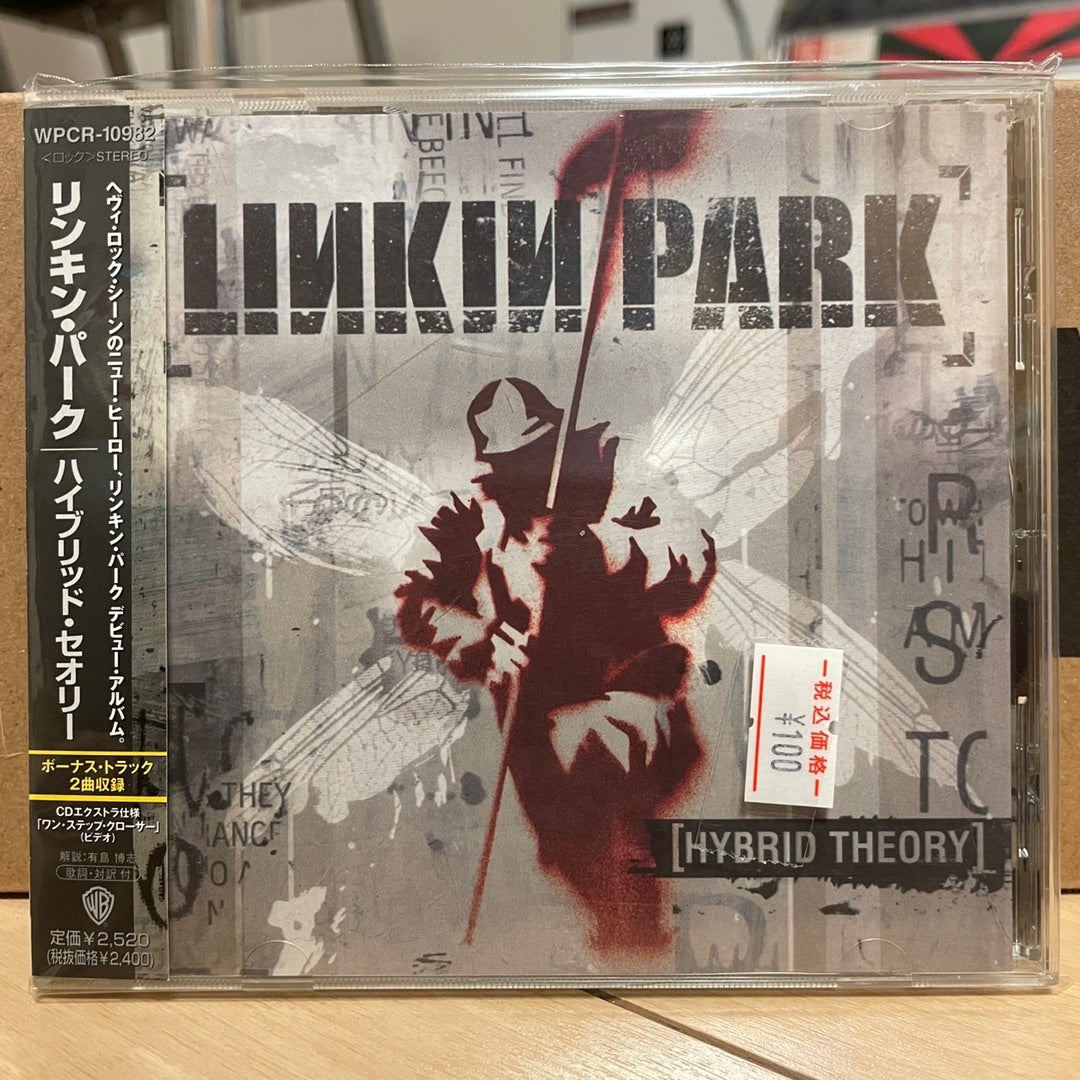 WPCR-10982
<ロック>STEREO
ヘヴィ・ロック・シーンのニュー・ヒーロー、リンキン・パーク デビュー・アルバム。
リンキン・パーク
ハイブリッド・セオリー
ボーナス・トラック
2曲収録
CDエクストラ仕様
「ワン・ステップ・クローサー」
(ビデオ)
解説:有島 博志
歌詞・対訳 付
WB
定価¥2,520
(税抜価格¥2,400)
LINKIN PARK
税込価格
¥100
[HYBRID THEORY]
THEY